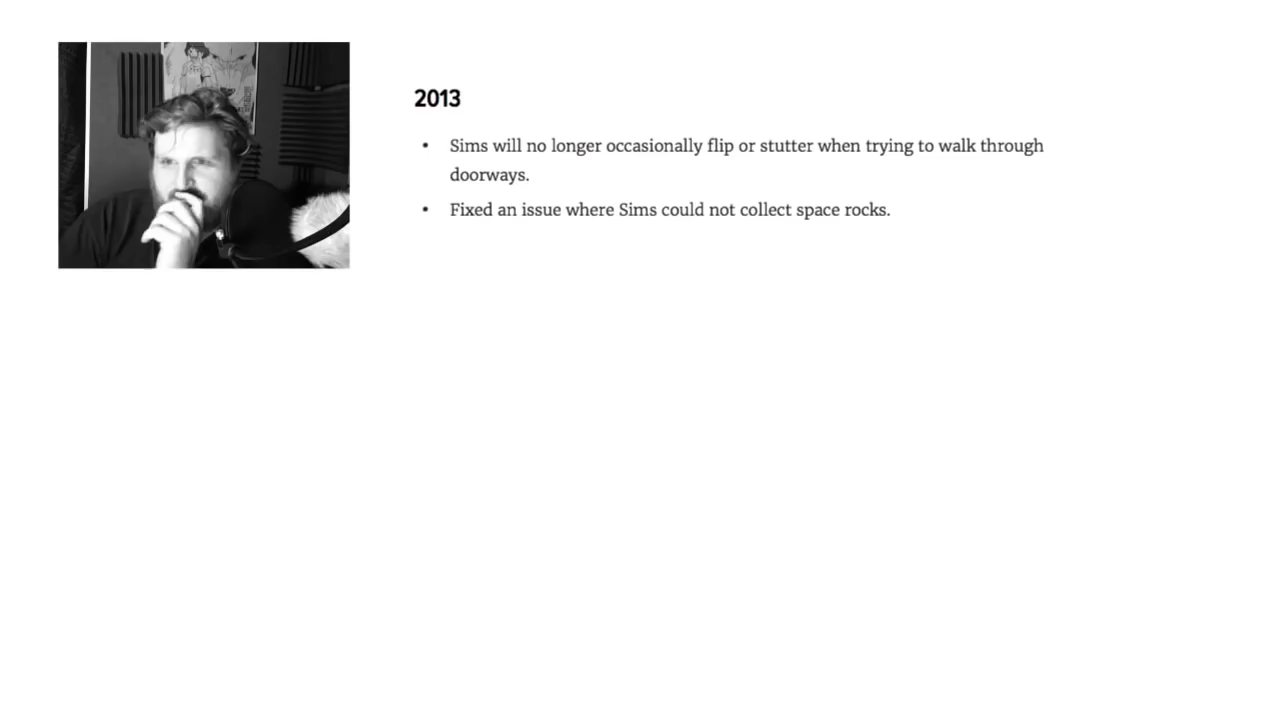 2013
• Sims will no longer occasionally flip or stutter when trying to walk through
doorways.
• Fixed an issue where Sims could not collect space rocks.